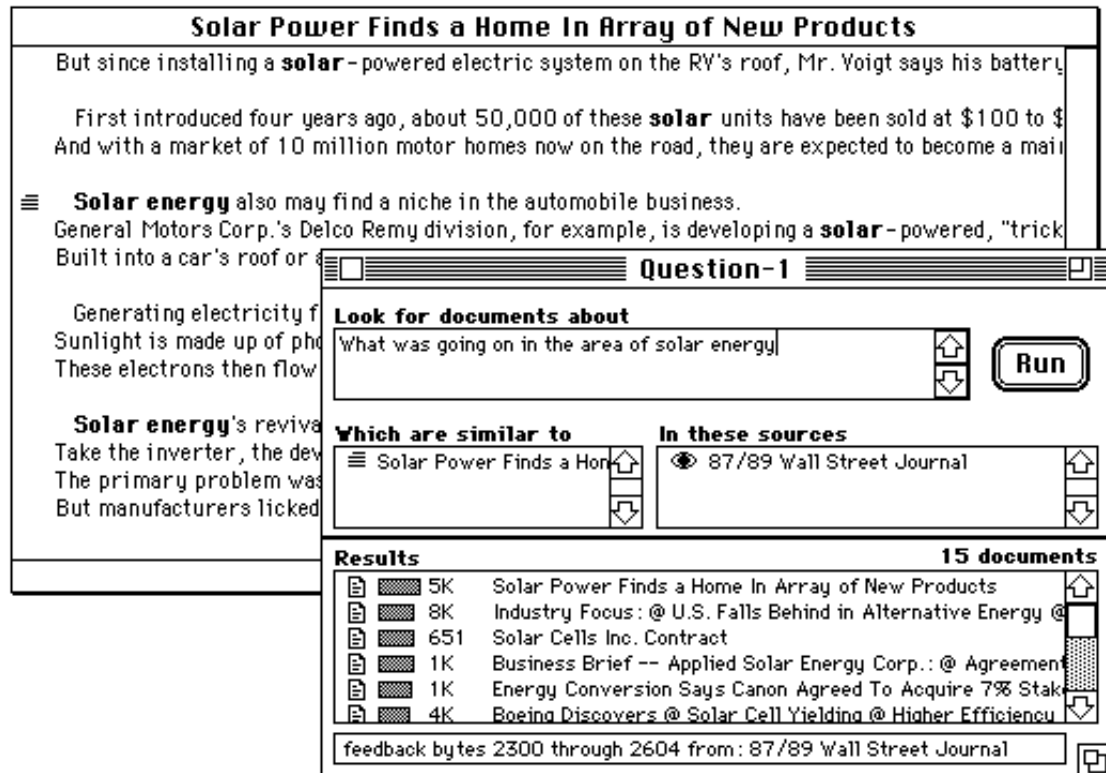 Solar Power Finds a Home In Array of New Products
But since installing a solar-powered electric system on the RV's roof, Mr. Voigt says his battery
First introduced four years ago, about 50,000 of these solar units have been sold at $100 to $
And with a market of 10 million motor homes now on the road, they are expected to become a mai
Solar energy also may find a niche in the automobile business.
General Motors Corp.'s Delco Remy division, for example, is developing a solar-powered, "trick
Built into a car's roof or
Generating electricity f
Sunlight is made up of pho
These electrons then flow
Solar energy's reviva
Take the inverter, the dev
The primary problem was
But manufacturers licked
Question-1
Look for documents about
What was going on in the area of solar energy
Run
Which are similar to
Solar Power Finds a Hom
In these sources
87/89 Wall Street Journal
Results
15 documents
5K Solar Power Finds a Home In Array of New Products
8K Industry Focus: @ U.S. Falls Behind in Alternative Energy @
651 Solar Cells Inc. Contract
1K Business Brief -- Applied Solar Energy Corp.: @ Agreement
1K Energy Conversion Says Canon Agreed To Acquire 7% Stak
4K Boeing Discovers @ Solar Cell Yielding @ Higher Efficiency
feedback bytes 2300 through 2604 from: 87/89 Wall Street Journal